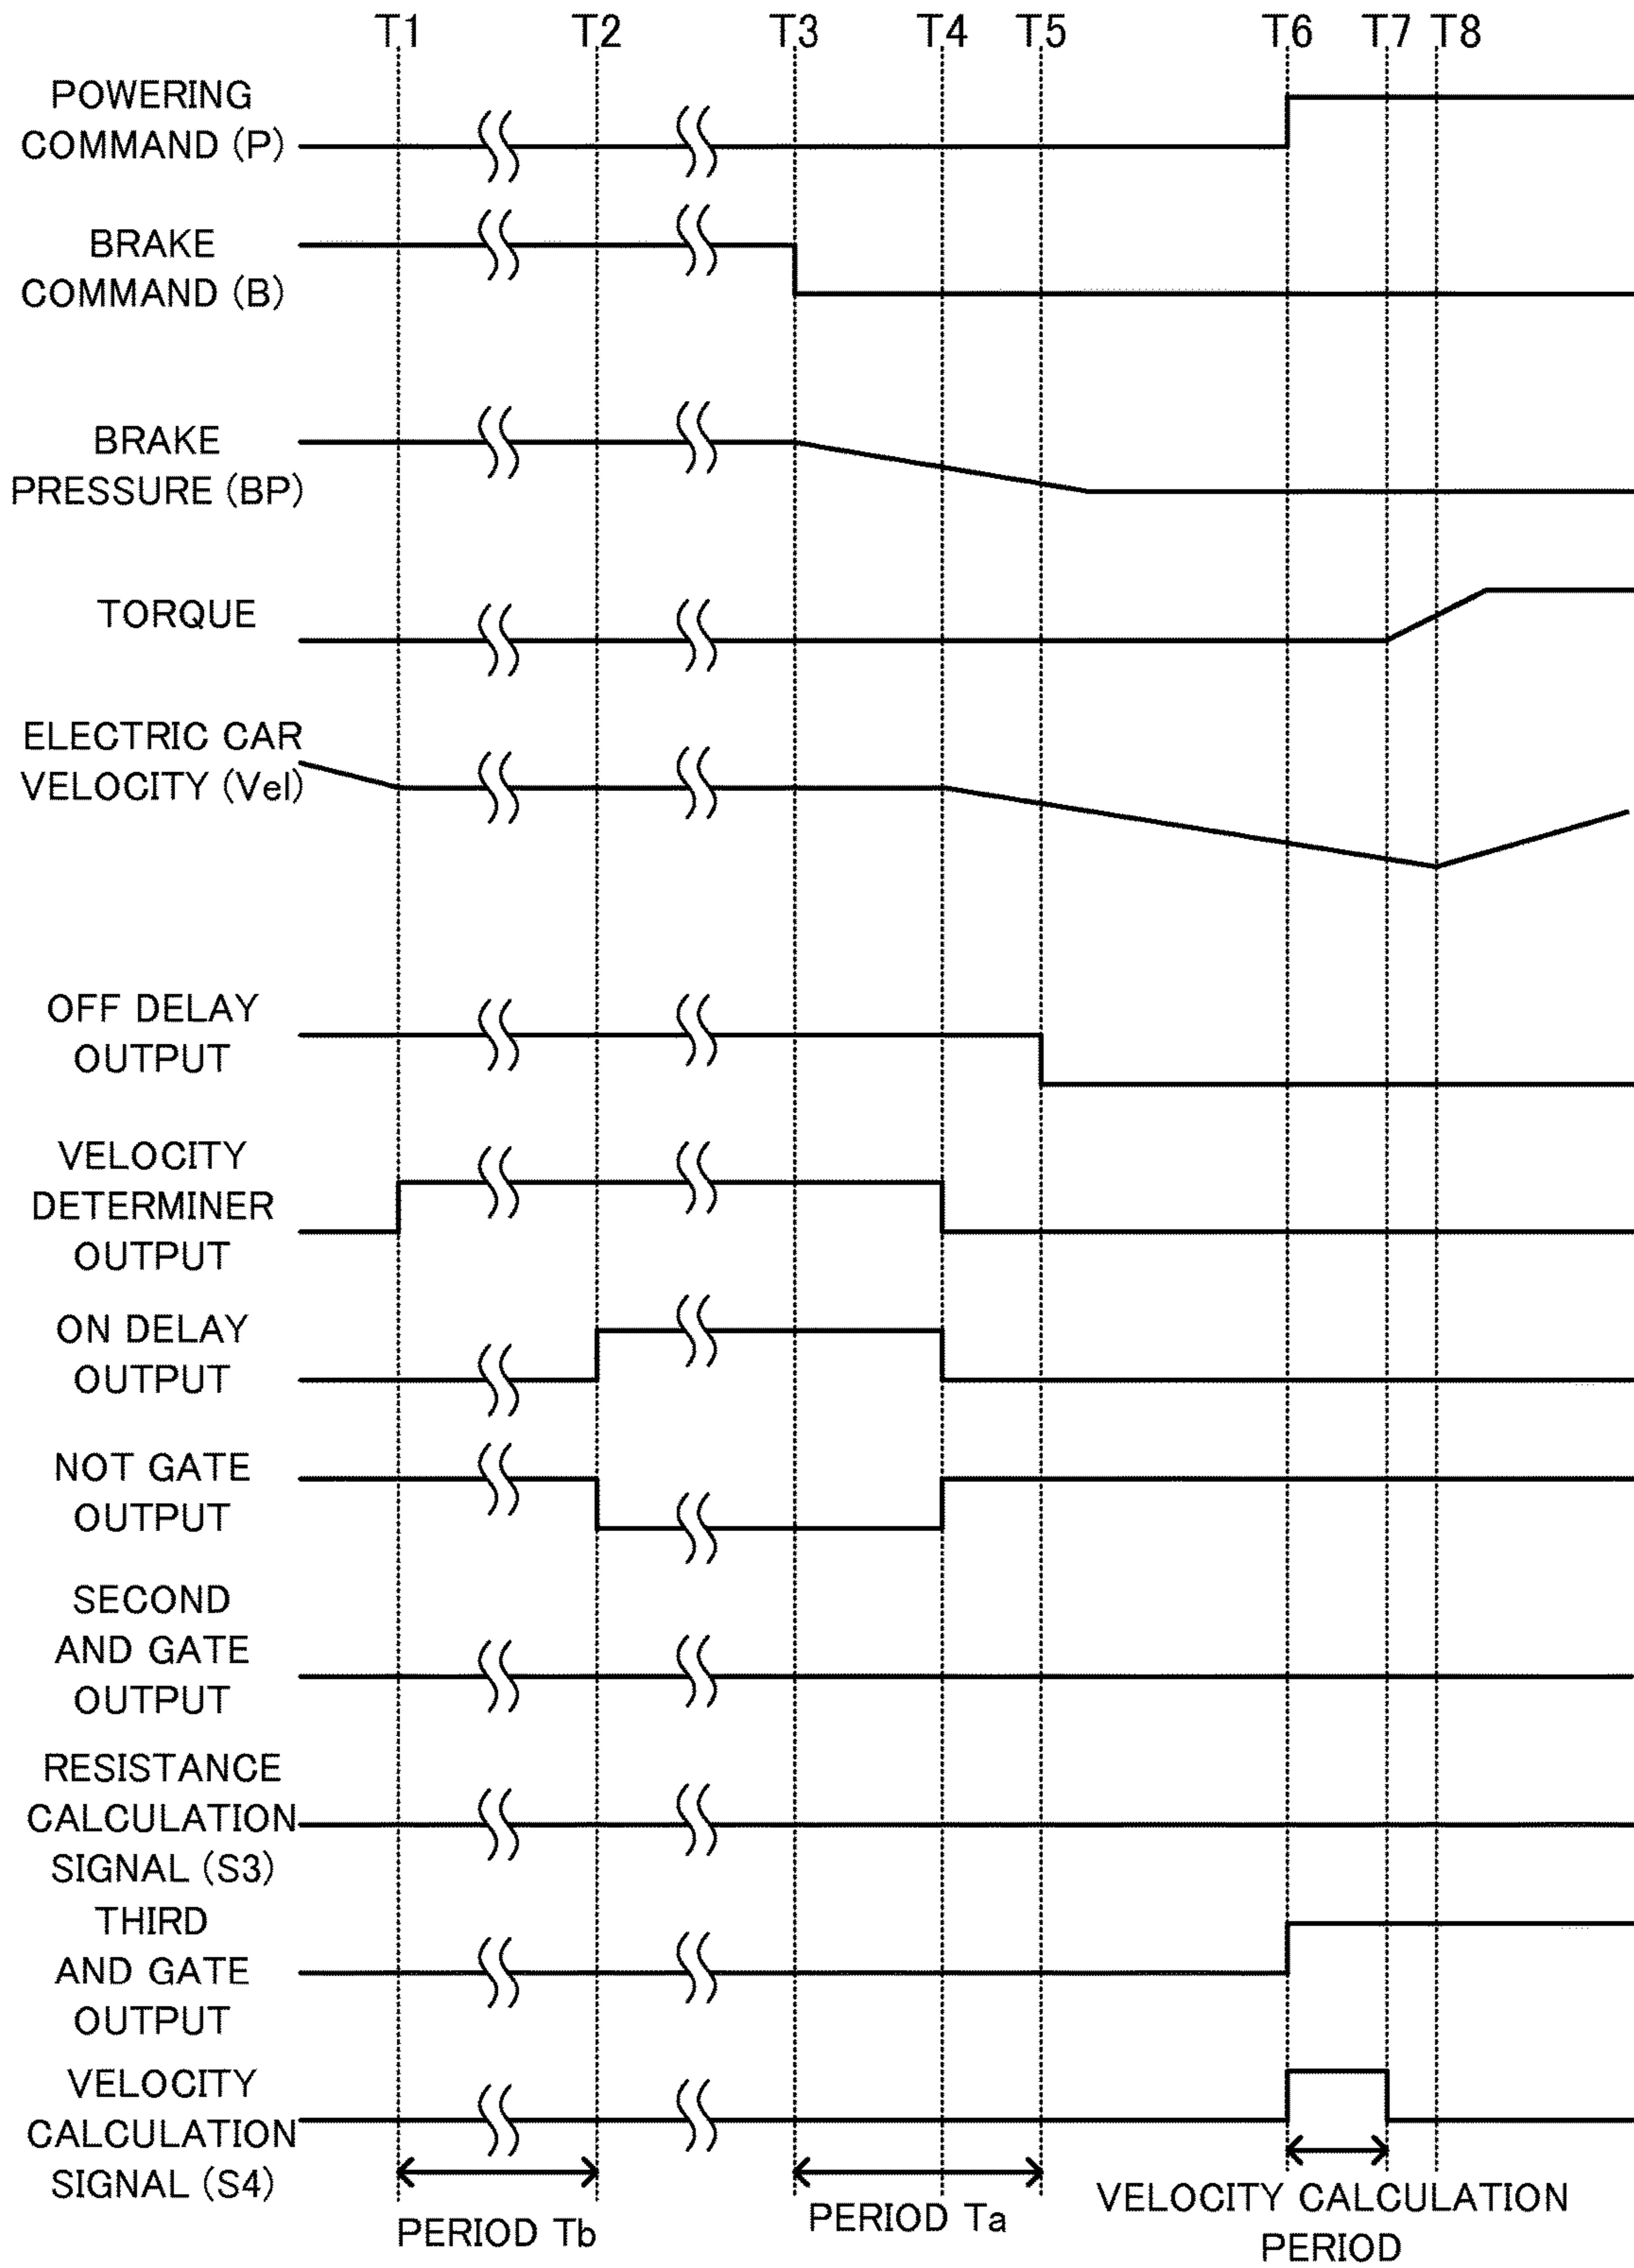 T1 T2 T3 T4 T5 T6 T7 T8
POWERING
COMMAND (P)
BRAKE
COMMAND (B)
BRAKE
PRESSURE (BP)
TORQUE
ELECTRIC CAR
VELOCITY (Vel)
OFF DELAY
OUTPUT
VELOCITY
DETERMINER
OUTPUT
ON DELAY
OUTPUT
NOT GATE
OUTPUT
SECOND
AND GATE
OUTPUT
RESISTANCE
CALCULATION
SIGNAL (S3)
THIRD
AND GATE
OUTPUT
VELOCITY
CALCULATION
SIGNAL (S4)
PERIOD Tb
PERIOD Ta
VELOCITY CALCULATION
PERIOD